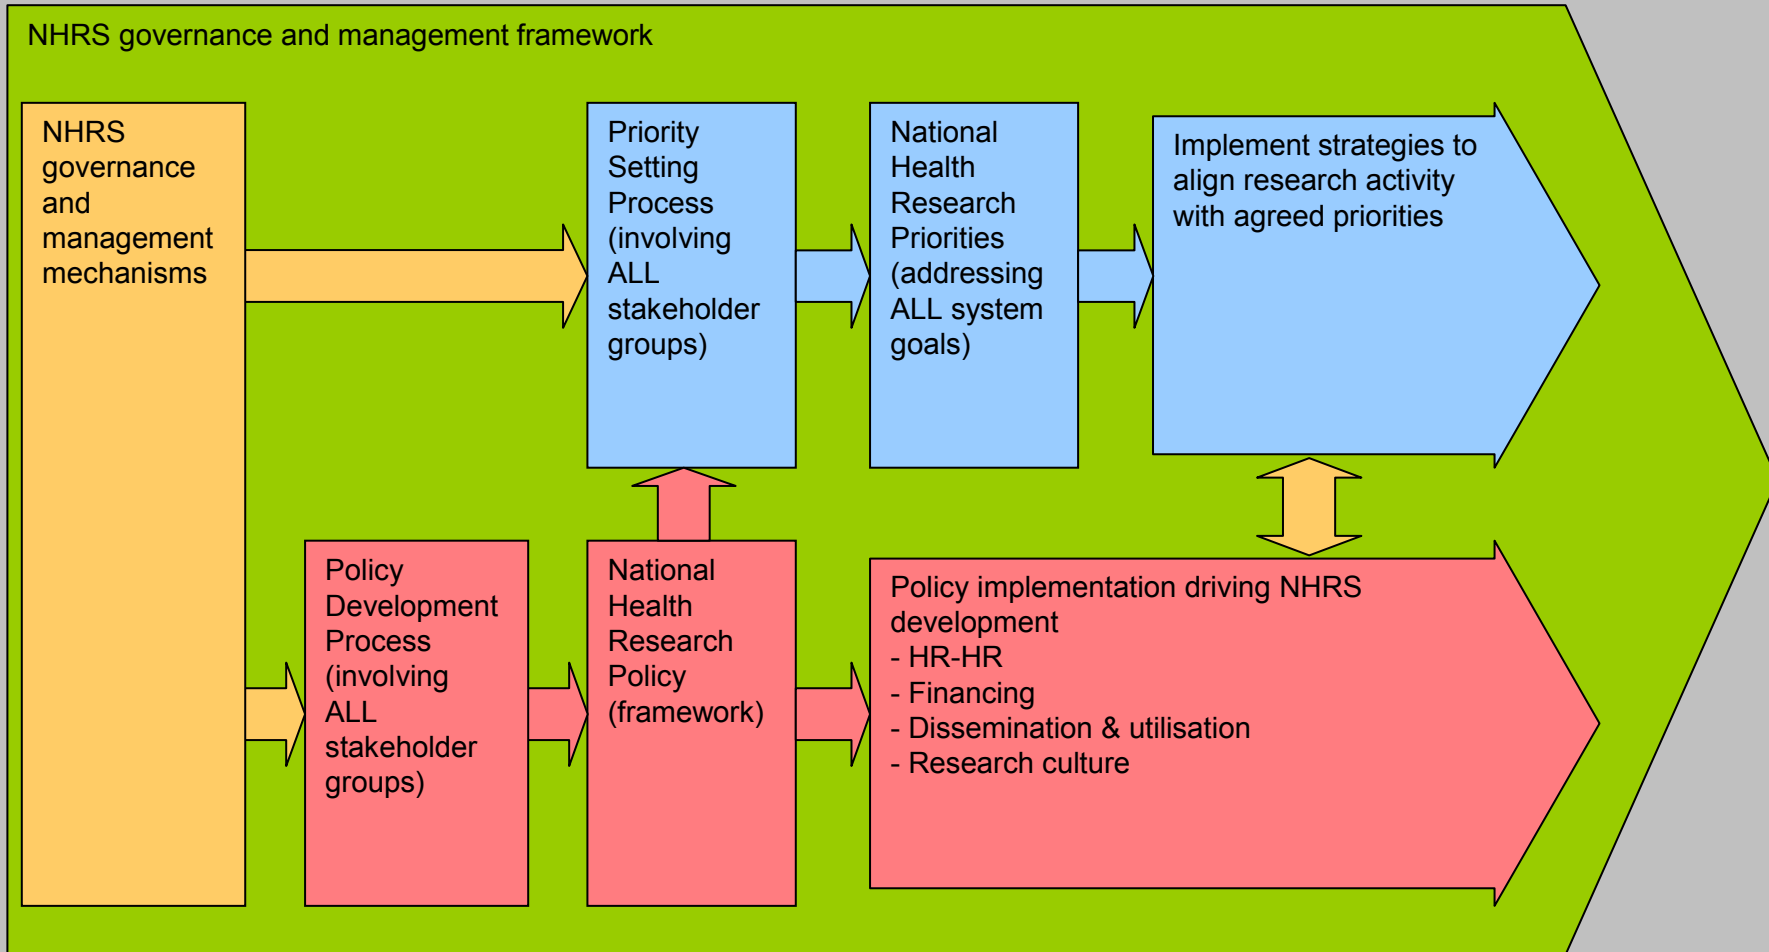 NHRS governance and management framework
NHRS
governance
and
management
mechanisms
Priority
Setting
Process
(involving
ALL
stakeholder
groups)
National
Health
Research
Priorities
(addressing
ALL system
goals)
Implement strategies to
align research activity
with agreed priorities
Policy
Development
Process
(involving
ALL
stakeholder
groups)
National
Health
Research
Policy
(framework)
Policy implementation driving NHRS
development
- HR-HR
- Financing
- Dissemination & utilisation
- Research culture